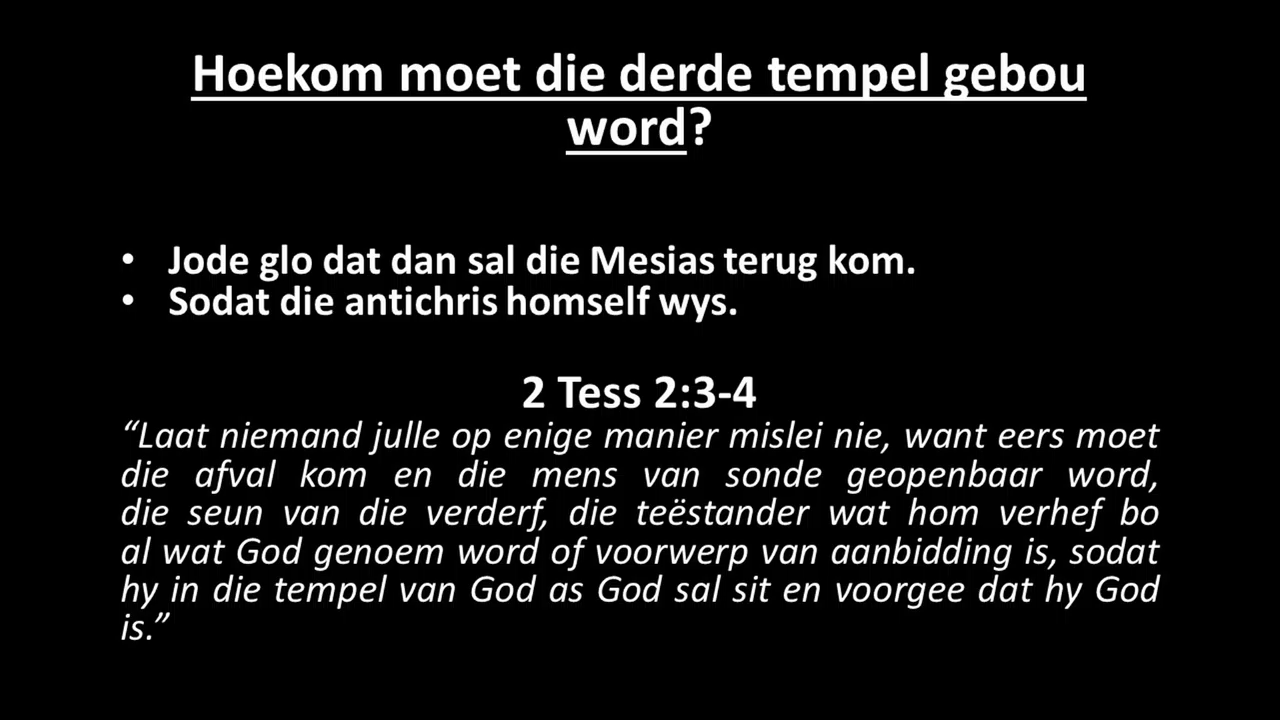 Hoekom moet die derde tempel gebou
word?
• Jode glo dat dan sal die Mesias terug kom.
• Sodat die antichris homself wys.
2 Tess 2:3-4
“Laat niemand julle op enige manier mislei nie, want eers moet
die afval kom en die mens van sonde geopenbaar word,
die seun van die verderf, die teëstander wat hom verhef bo
al wat God genoem word of voorwerp van aanbidding is, sodat
hy in die tempel van God as God sal sit en voorgee dat hy God
is.”